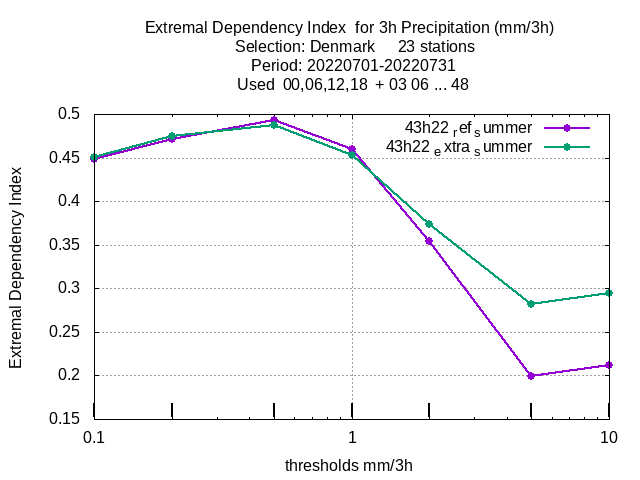 Extremal Dependency Index  for 3h Precipitation (mm/3h)
Selection: Denmark     23 stations
Period: 20220701-20220731
Used  00,06,12,18  + 03 06 ... 48
43h22 ref summer
43h22 extra summer
0.5
0.45
0.4
0.35
0.3
0.25
0.2
0.15
Extremal Dependency Index
0.1
1
10
thresholds mm/3h